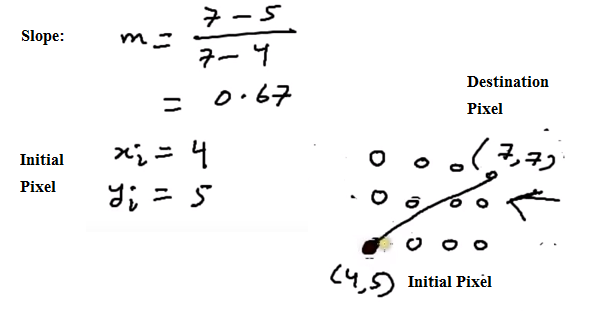 Slope:
m = 7 - 5
7 - 4
= 0.67
Destination
Pixel
Initial
Pixel
xi = 4
yi = 5
(7,7)
(4,5)
Initial Pixel